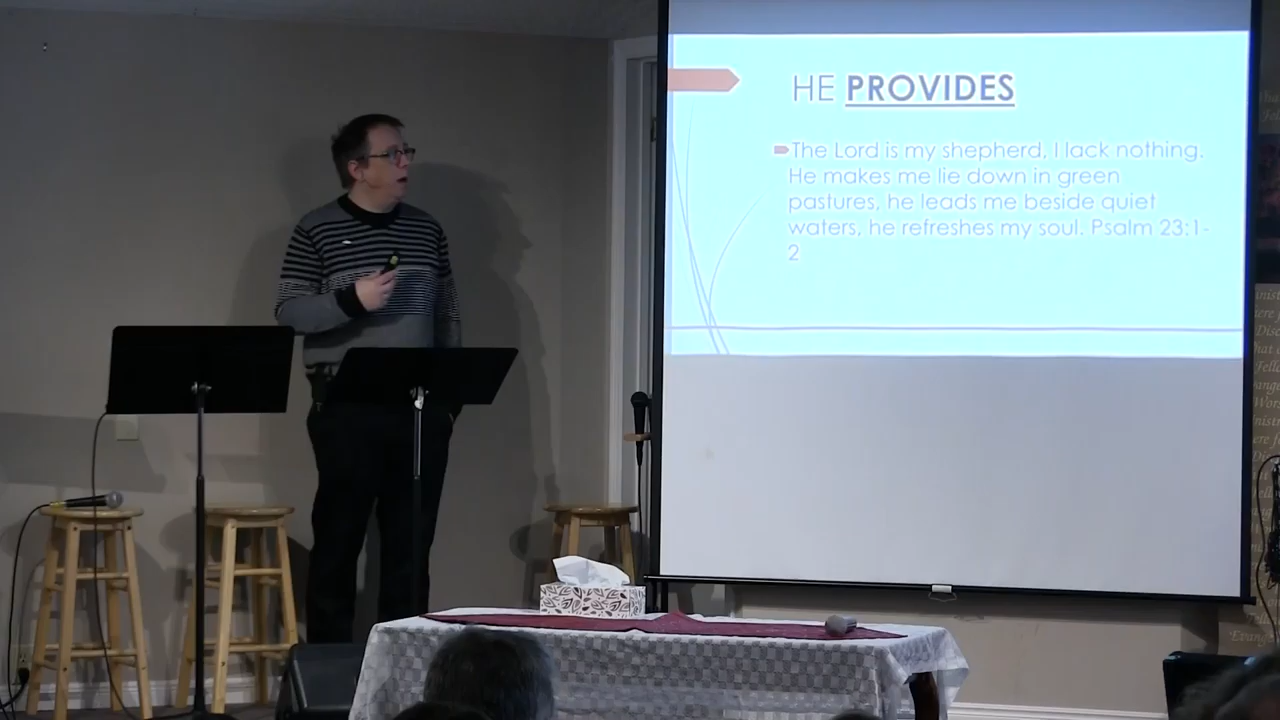 HE PROVIDES
The Lord is my shepherd, I lack nothing.
He makes me lie down in green
pastures, he leads me beside quiet
waters, he refreshes my soul. Psalm 23:1-
2